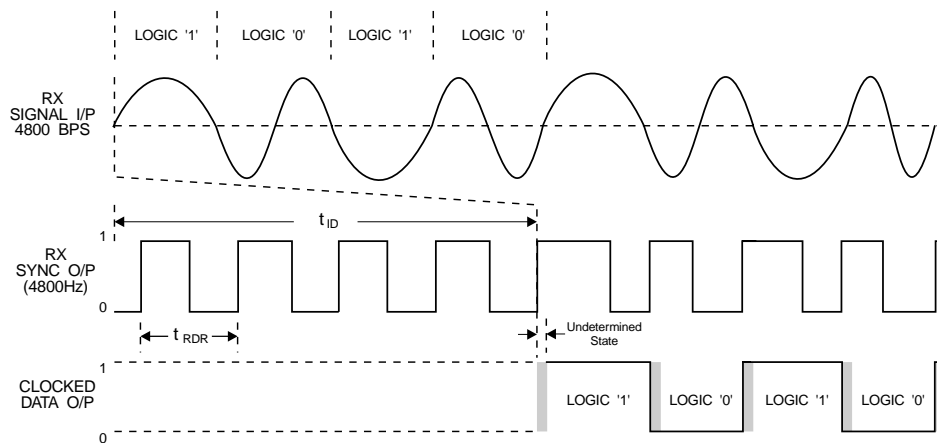 LOGIC '1' LOGIC '0' LOGIC '1' LOGIC '0'
RX
SIGNAL I/P
4800 BPS
t ID
1
RX
SYNC O/P
(4800Hz)
0
t RDR
Undetermined
State
1
CLOCKED
DATA O/P
LOGIC '1' LOGIC '0' LOGIC '1' LOGIC '0'
0